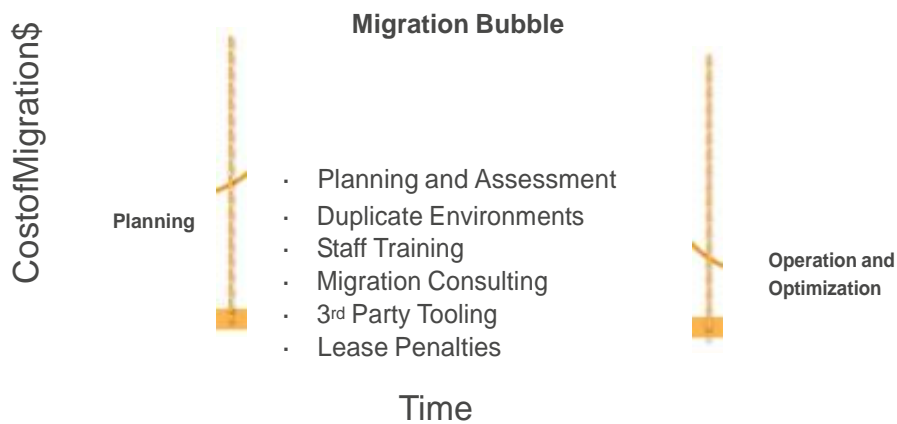 Migration Bubble
CostofMigration$
Planning
· Planning and Assessment
· Duplicate Environments
· Staff Training
· Migration Consulting
· 3rd Party Tooling
· Lease Penalties
Operation and
Optimization
Time